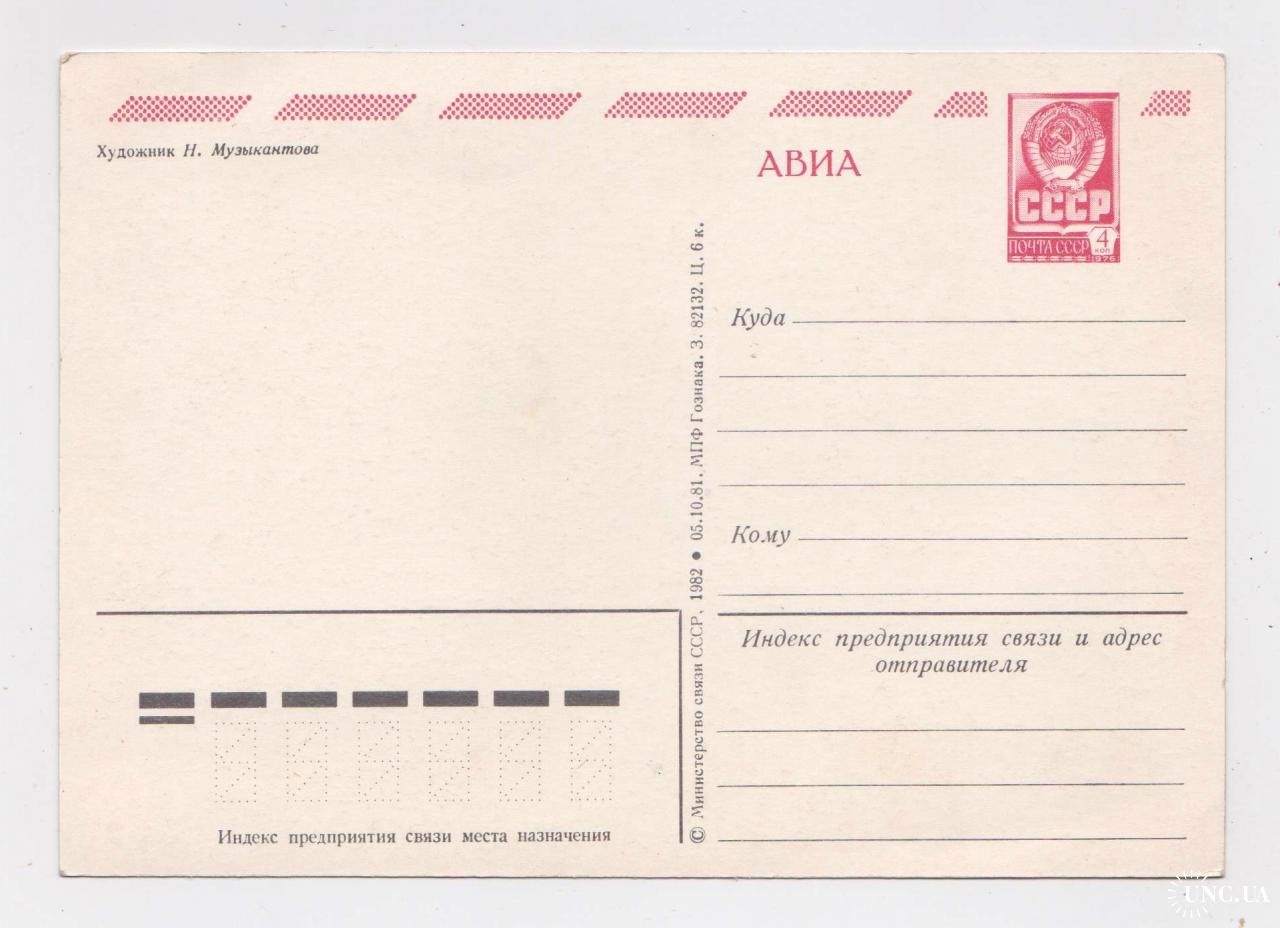 Художник Н. Музыкантова
АВИА
СССР
ПОЧТА СССР
4
КОП
1976
Куда
Кому
Индекс предприятия связи и адрес
отправителя
© Министерство связи СССР, 1982 ● 05.10.81. МПФ Гознака. З. 82132. Ц. 6 к.
Индекс предприятия связи места назначения
UNC.UA